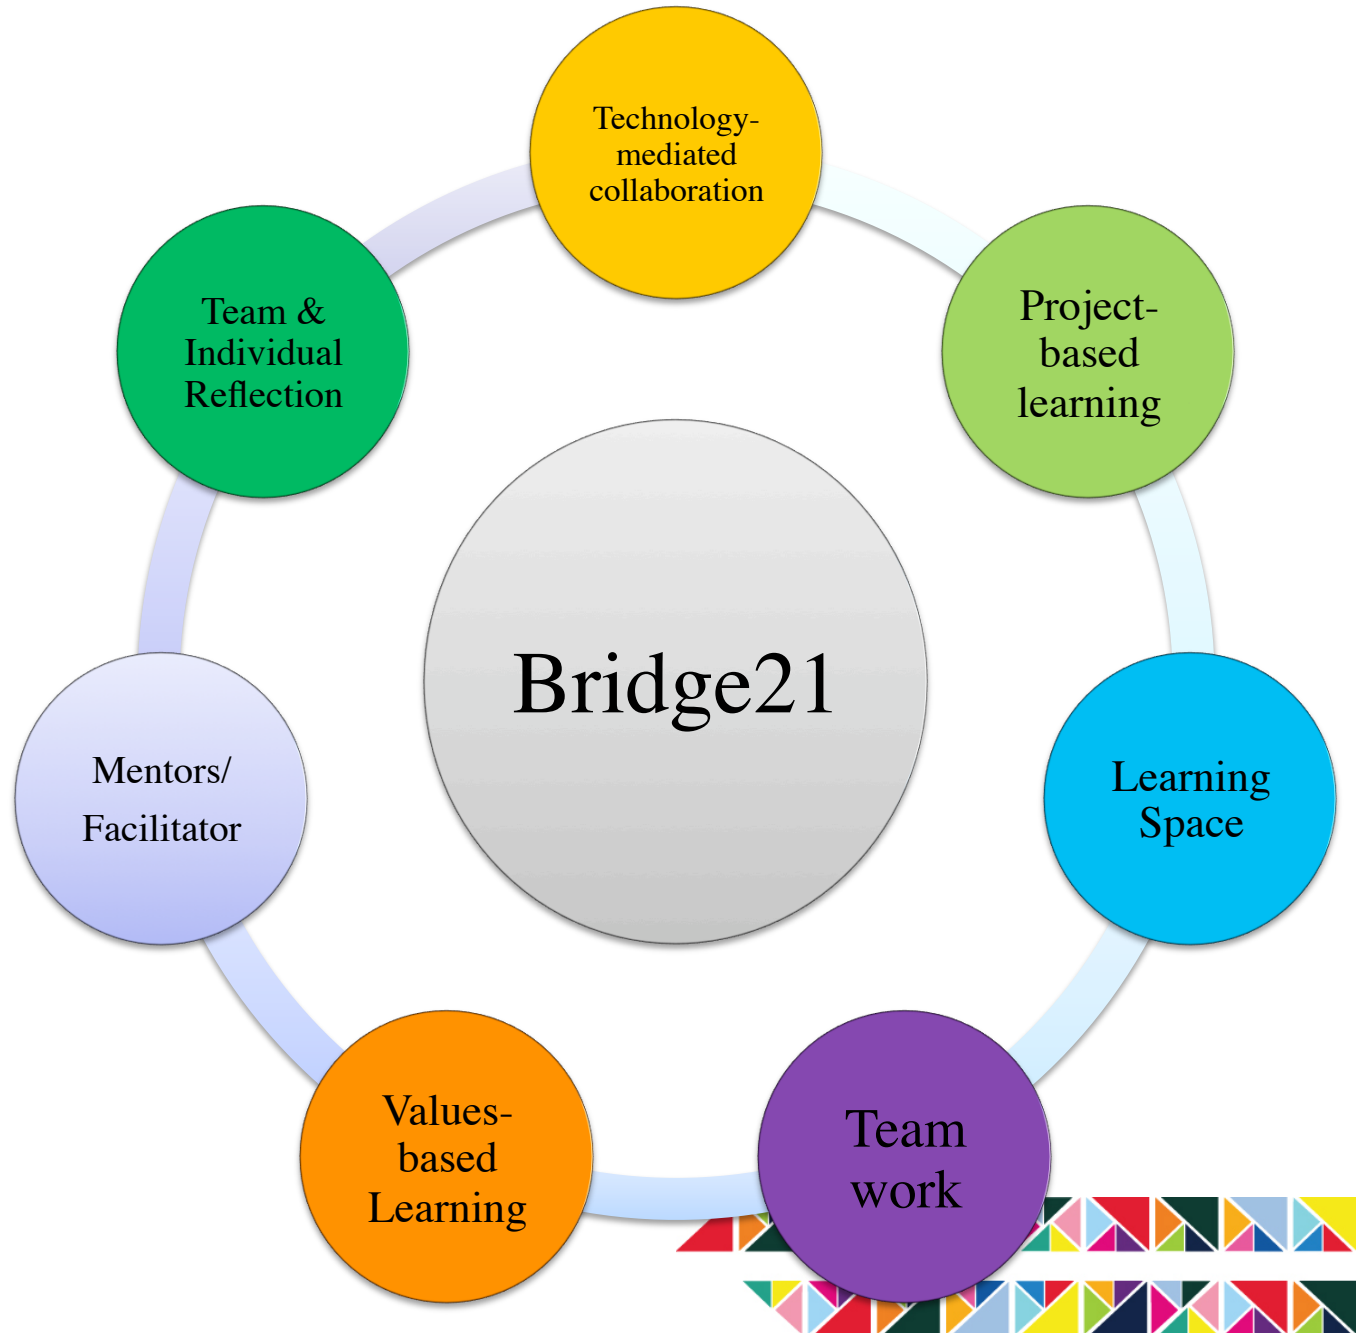 Technology-
mediated
collaboration
Project-
based
learning
Learning
Space
Team
work
Values-
based
Learning
Mentors/
Facilitator
Team &
Individual
Reflection
Bridge21